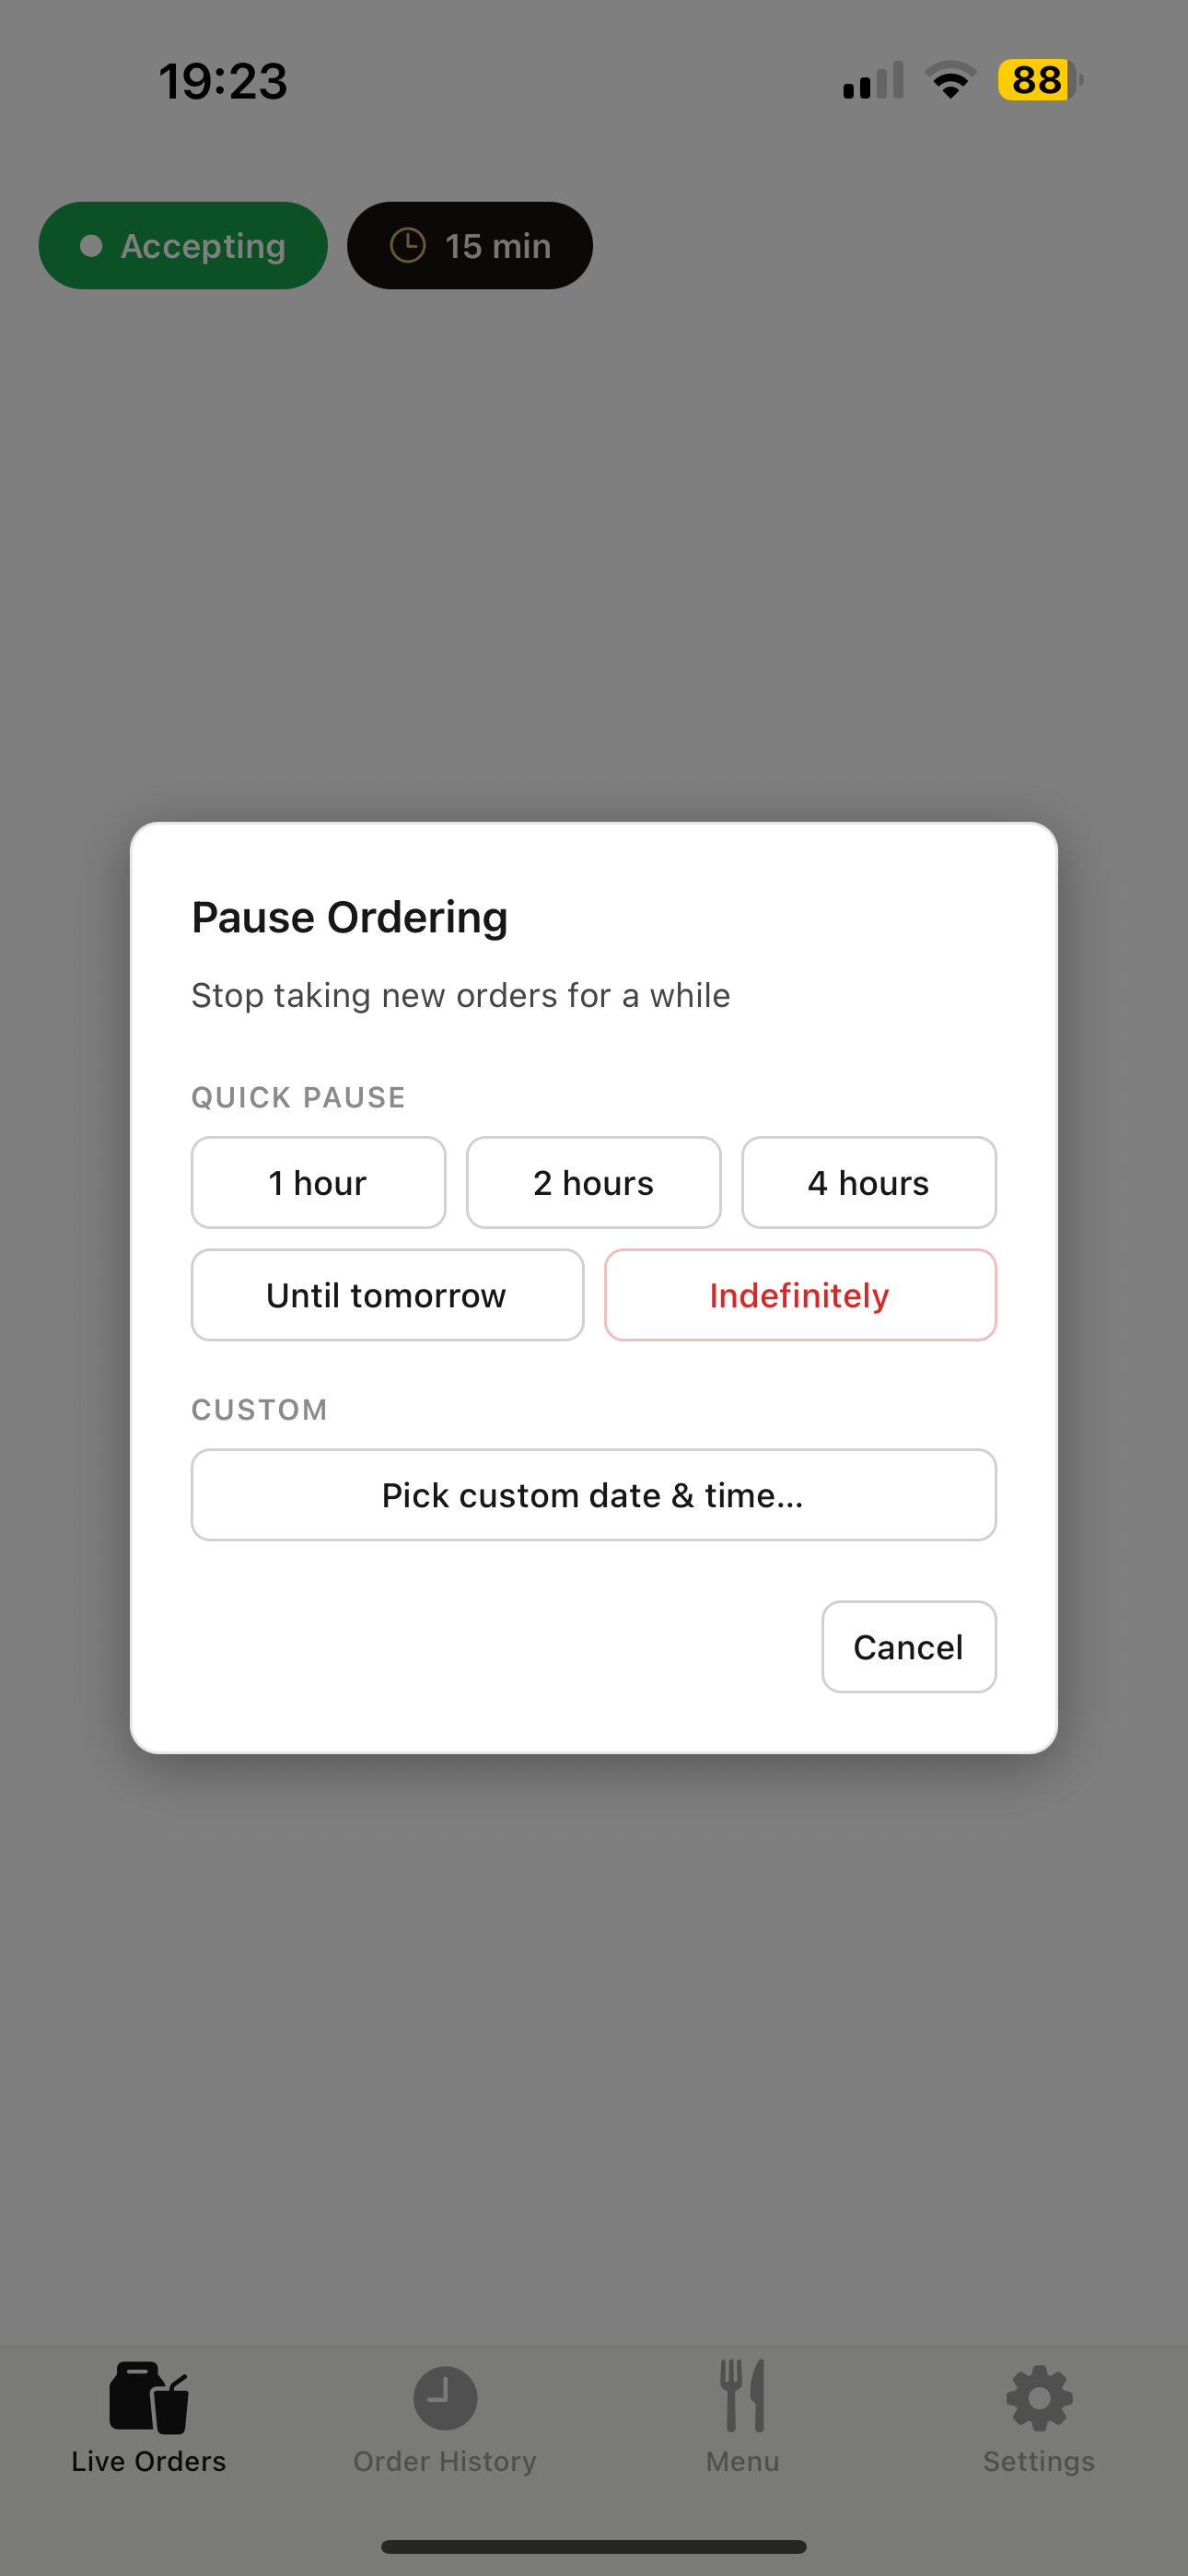 19:23
88
Accepting
15 min
Pause Ordering
Stop taking new orders for a while
QUICK PAUSE
1 hour
2 hours
4 hours
Until tomorrow
Indefinitely
CUSTOM
Pick custom date & time...
Cancel
Live Orders
Order History
Menu
Settings